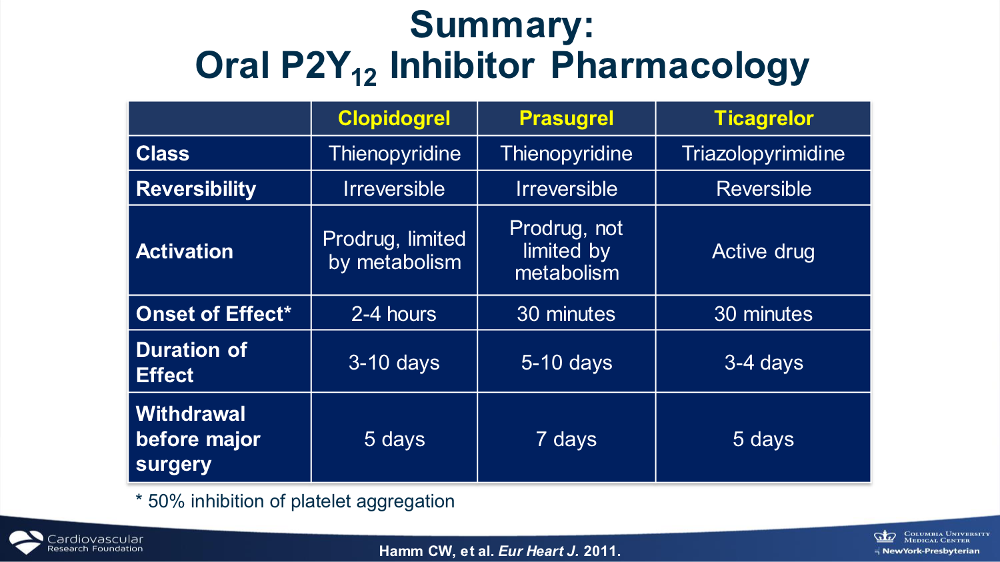 Summary:
Oral P2Y12 Inhibitor Pharmacology
Clopidogrel Prasugrel Ticagrelor
Class Thienopyridine Thienopyridine Triazolopyrimidine
Reversibility Irreversible Irreversible Reversible
Activation
Prodrug, limited
by metabolism
Prodrug, not
limited by
metabolism
Active drug
Onset of Effect* 2-4 hours 30 minutes 30 minutes
Duration of
Effect
3-10 days 5-10 days 3-4 days
Withdrawal
before major
surgery
5 days 7 days 5 days
* 50% inhibition of platelet aggregation
Cardiovascular
Research Foundation
Hamm CW, et al. Eur Heart J. 2011.
COLUMBIA UNIVERSITY
MEDICAL CENTER
NewYork-Presbyterian